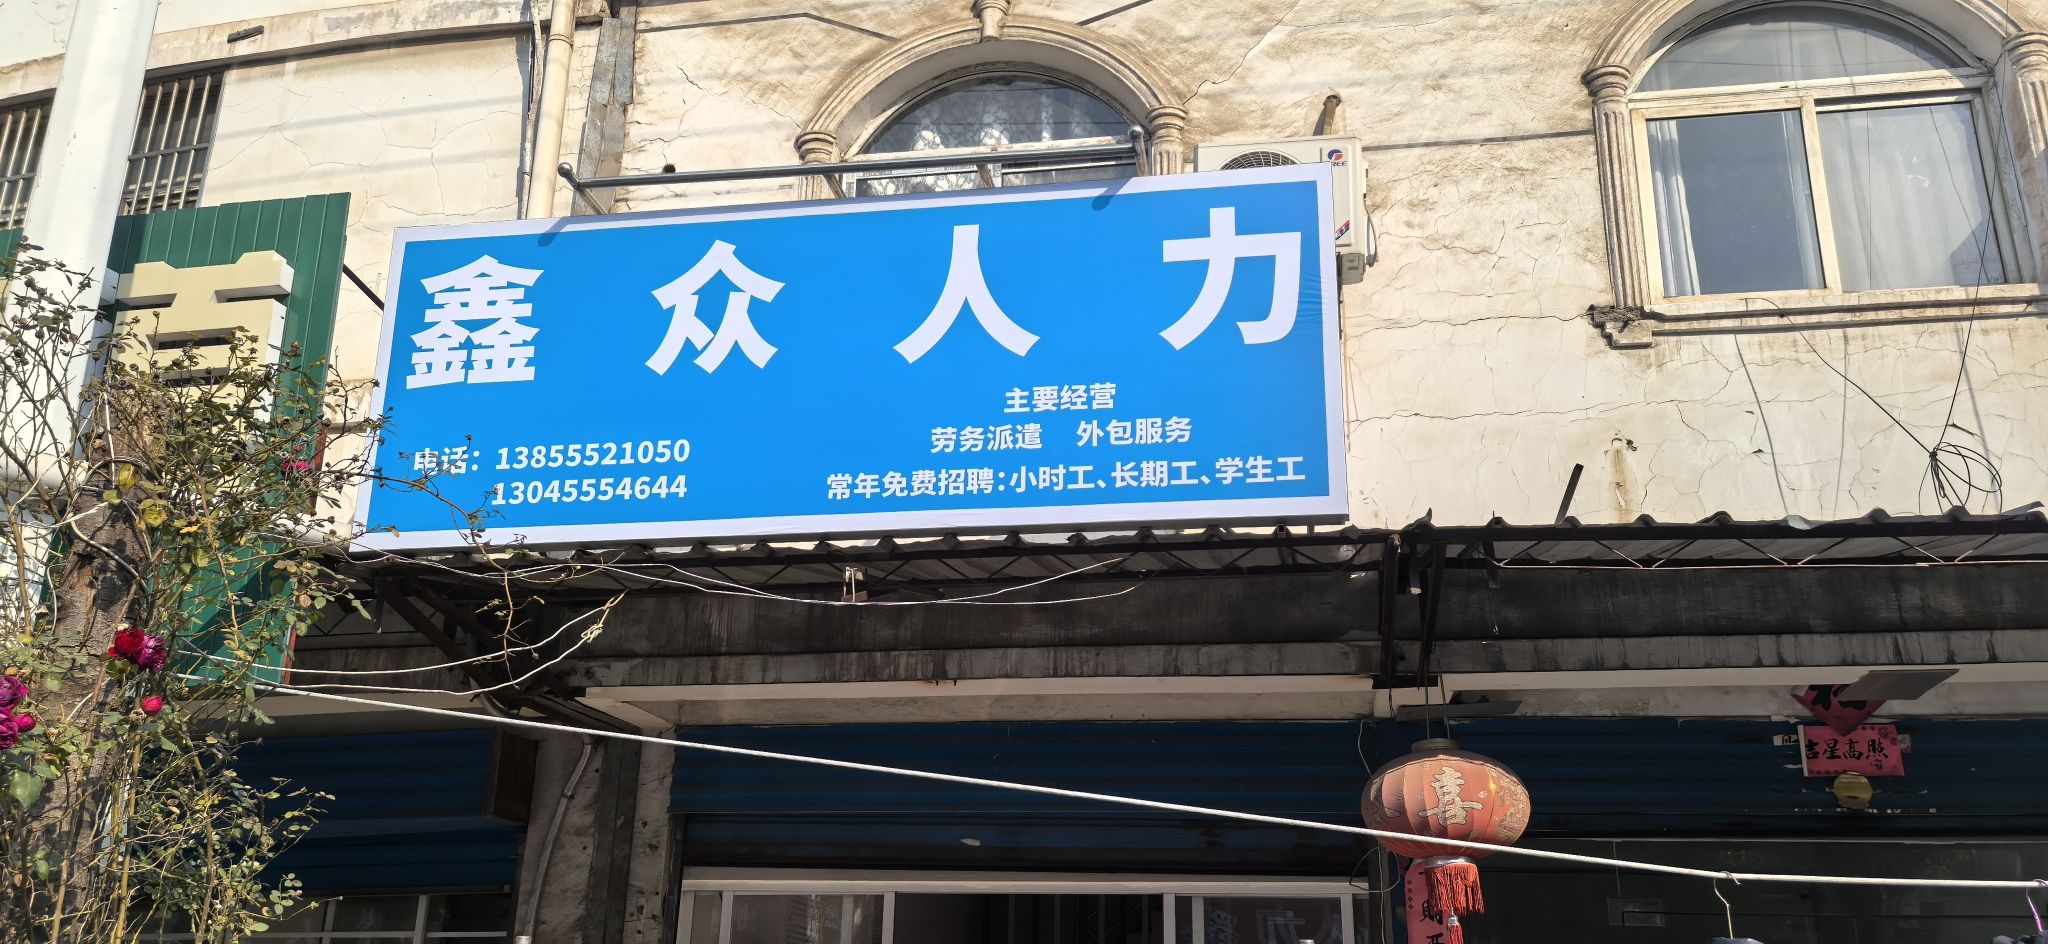 鑫众人力
主要经营
劳务派遣 外包服务
常年免费招聘：小时工、长期工、学生工
电话：13855521050
13045554644
吉星高照
喜